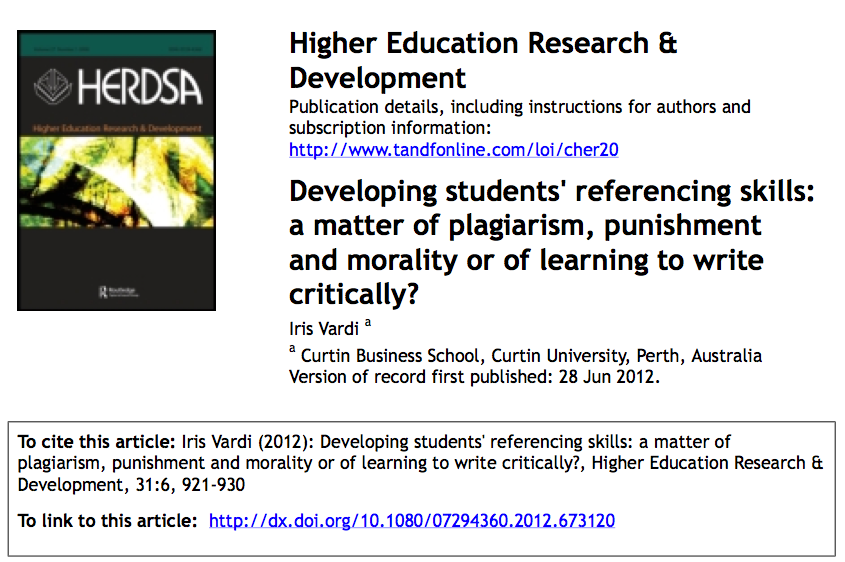 HERDSA
Higher Education Research & Development
Routledge
Higher Education Research &
Development
Publication details, including instructions for authors and
subscription information:
http://www.tandfonline.com/loi/cher20
Developing students' referencing skills:
a matter of plagiarism, punishment
and morality or of learning to write
critically?
Iris Vardi a
a Curtin Business School, Curtin University, Perth, Australia
Version of record first published: 28 Jun 2012.
To cite this article: Iris Vardi (2012): Developing students' referencing skills: a matter of
plagiarism, punishment and morality or of learning to write critically?, Higher Education Research &
Development, 31:6, 921-930
To link to this article: http://dx.doi.org/10.1080/07294360.2012.673120